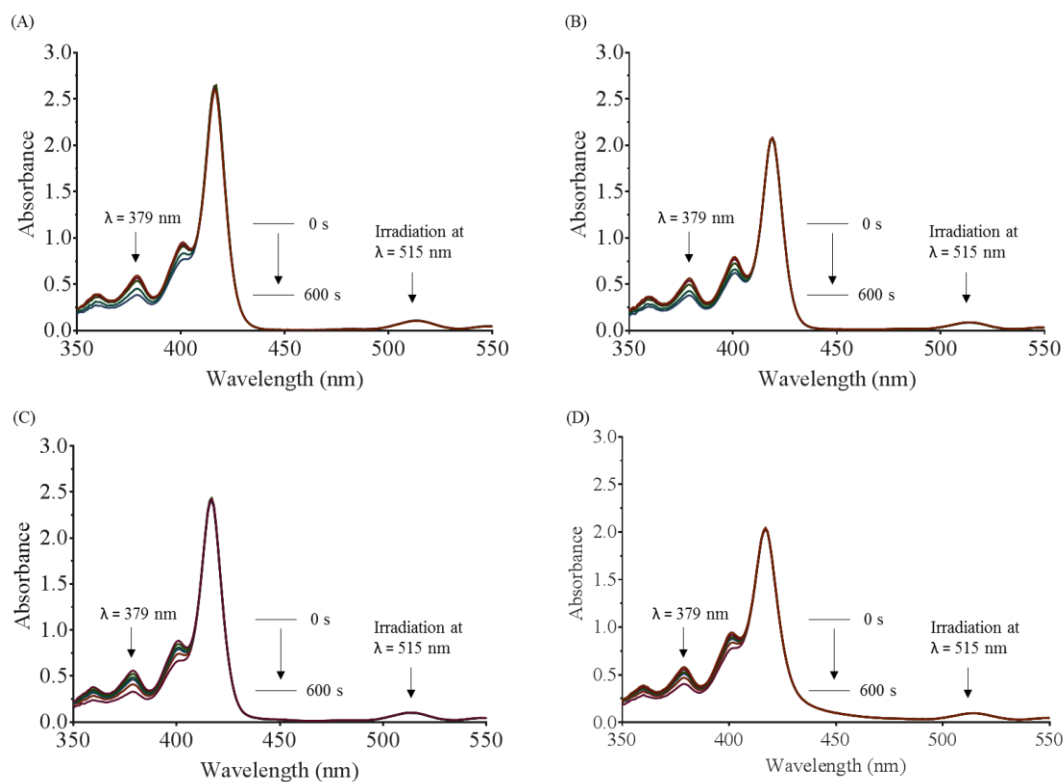 (A)
3.0
2.5
2.0
1.5
1.0
0.5
0.0
Absorbance
λ = 379 nm
0 s
600 s
Irradiation at
λ = 515 nm
350
400
450
500
550
Wavelength (nm)
(B)
3.0
2.5
2.0
1.5
1.0
0.5
0.0
Absorbance
λ = 379 nm
0 s
600 s
Irradiation at
λ = 515 nm
350
400
450
500
550
Wavelength (nm)
(C)
3.0
2.5
2.0
1.5
1.0
0.5
0.0
Absorbance
λ = 379 nm
0 s
600 s
Irradiation at
λ = 515 nm
350
400
450
500
550
Wavelength (nm)
(D)
3.0
2.5
2.0
1.5
1.0
0.5
0.0
Absorbance
λ = 379 nm
0 s
600 s
Irradiation at
λ = 515 nm
350
400
450
500
550
Wavelength (nm)